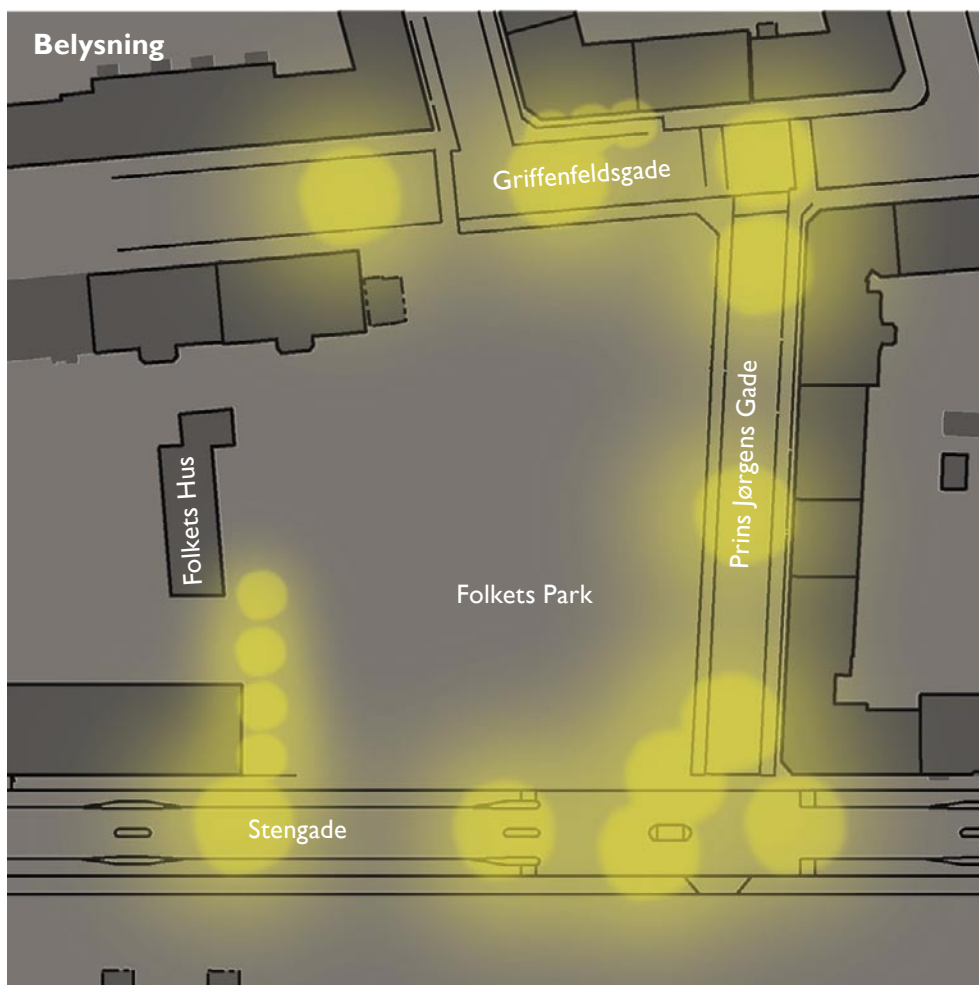 Belysning
Griffenfeldsgade
Prins Jørgens Gade
Folkets Hus
Folkets Park
Stengade